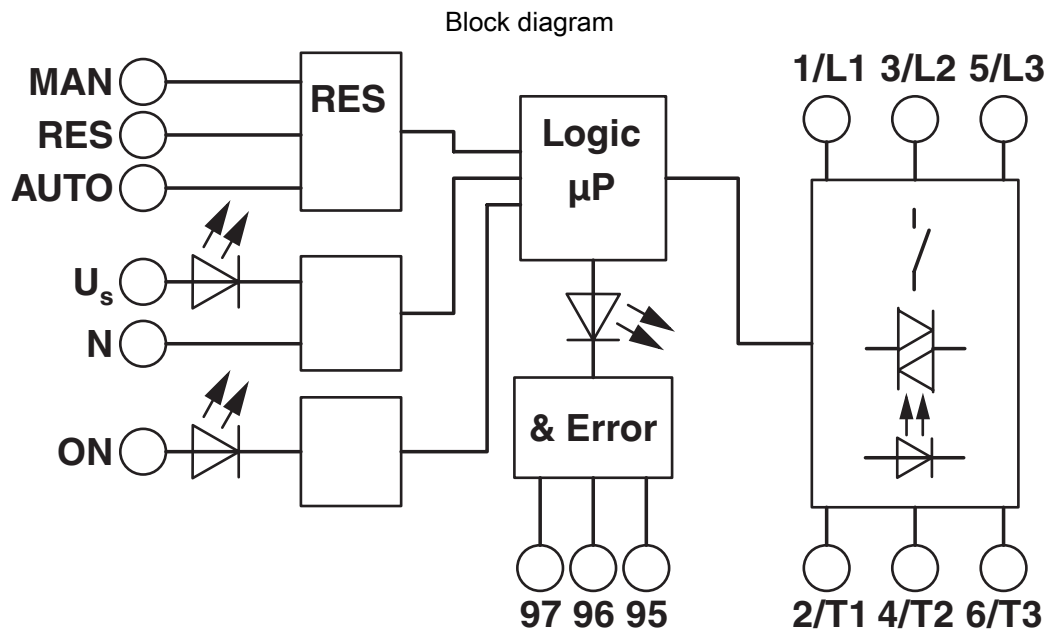 Block diagram
MAN
RES
AUTO
RES
Us
N
ON
Logic
µP
& Error
97 96 95
1/L1 3/L2 5/L3
2/T1 4/T2 6/T3